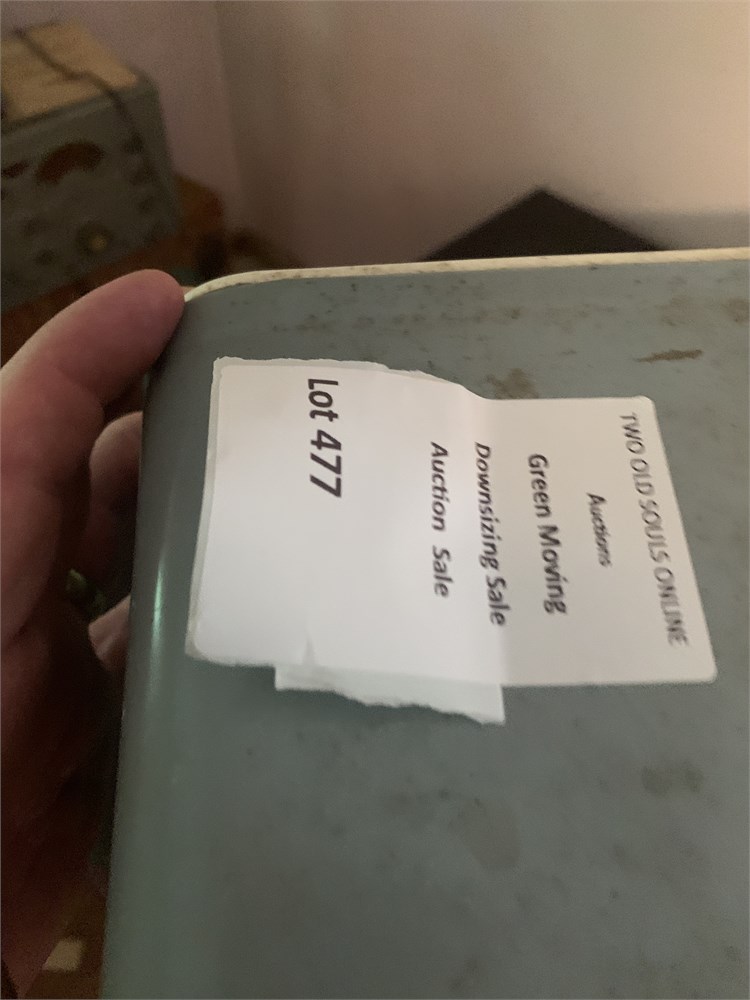 TWO OLD SOULS ONLINE
Auctions
Green Moving
Downsizing Sale
Auction Sale
Lot 477